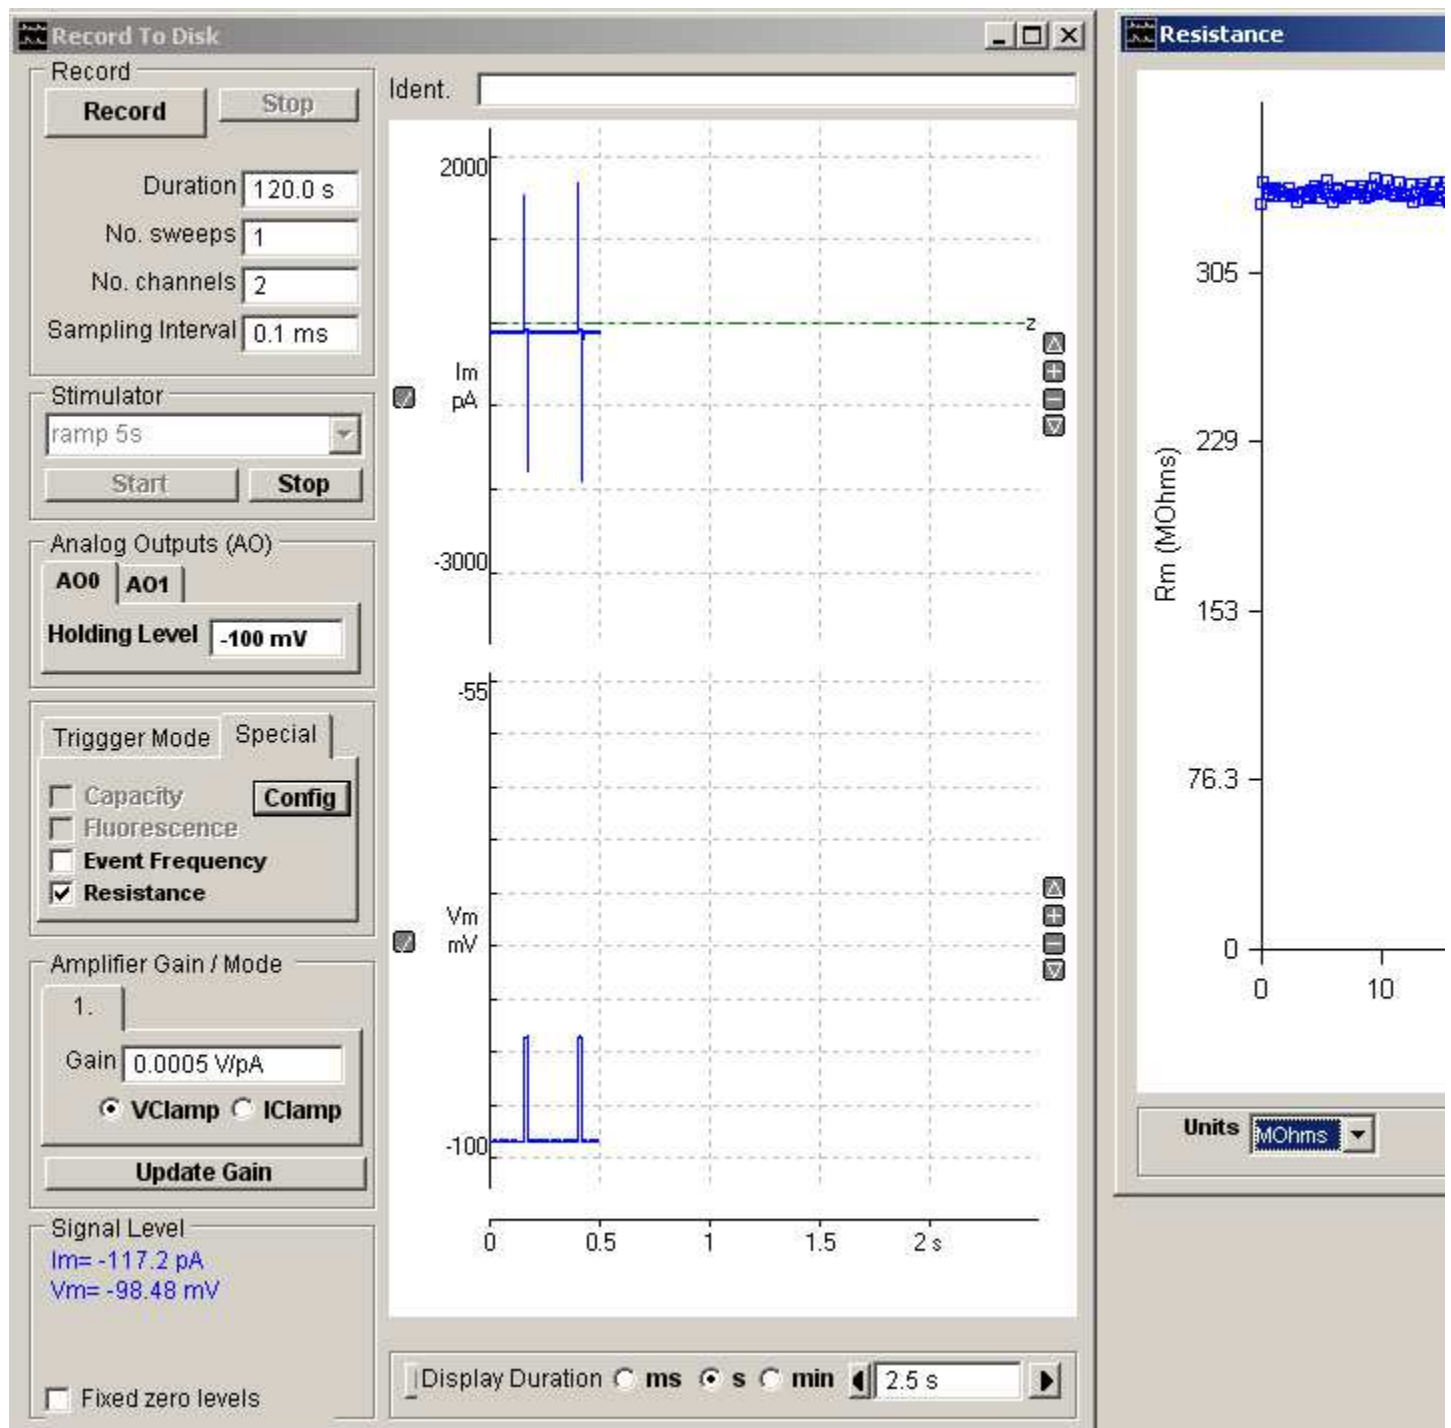 Record To Disk
Record
Record
Stop
Duration 120.0 s
No. sweeps 1
No. channels 2
Sampling Interval 0.1 ms
Stimulator
ramp 5s
Start
Stop
Analog Outputs (AO)
AO0
AO1
Holding Level -100 mV
Triggger Mode
Special
Capacity
Config
Fluorescence
Event Frequency
Resistance
Amplifier Gain / Mode
1.
Gain 0.0005 V/pA
VClamp
IClamp
Update Gain
Signal Level
Im= -117.2 pA
Vm= -98.48 mV
Fixed zero levels
Ident.
2000
z
Im
pA
-3000
-55
Vm
mV
-100
0 0.5 1 1.5 2 s
Display Duration ms s min 2.5 s
Resistance
305
229
Rm (MOhms)
153
76.3
0
0 10
Units MOhms